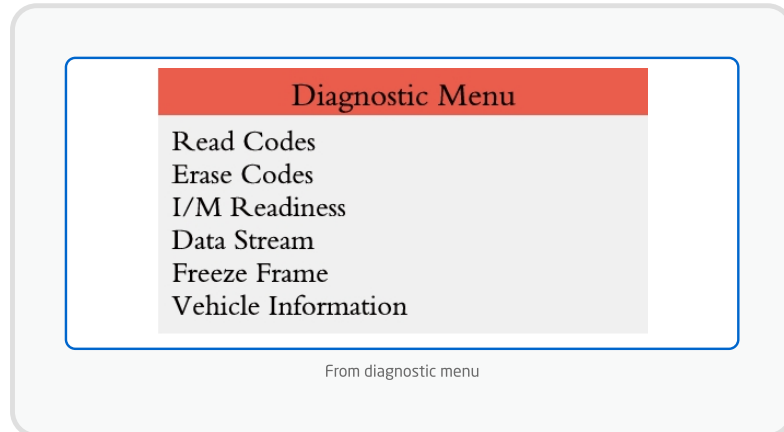 Diagnostic Menu
Read Codes
Erase Codes
I/M Readiness
Data Stream
Freeze Frame
Vehicle Information
From diagnostic menu